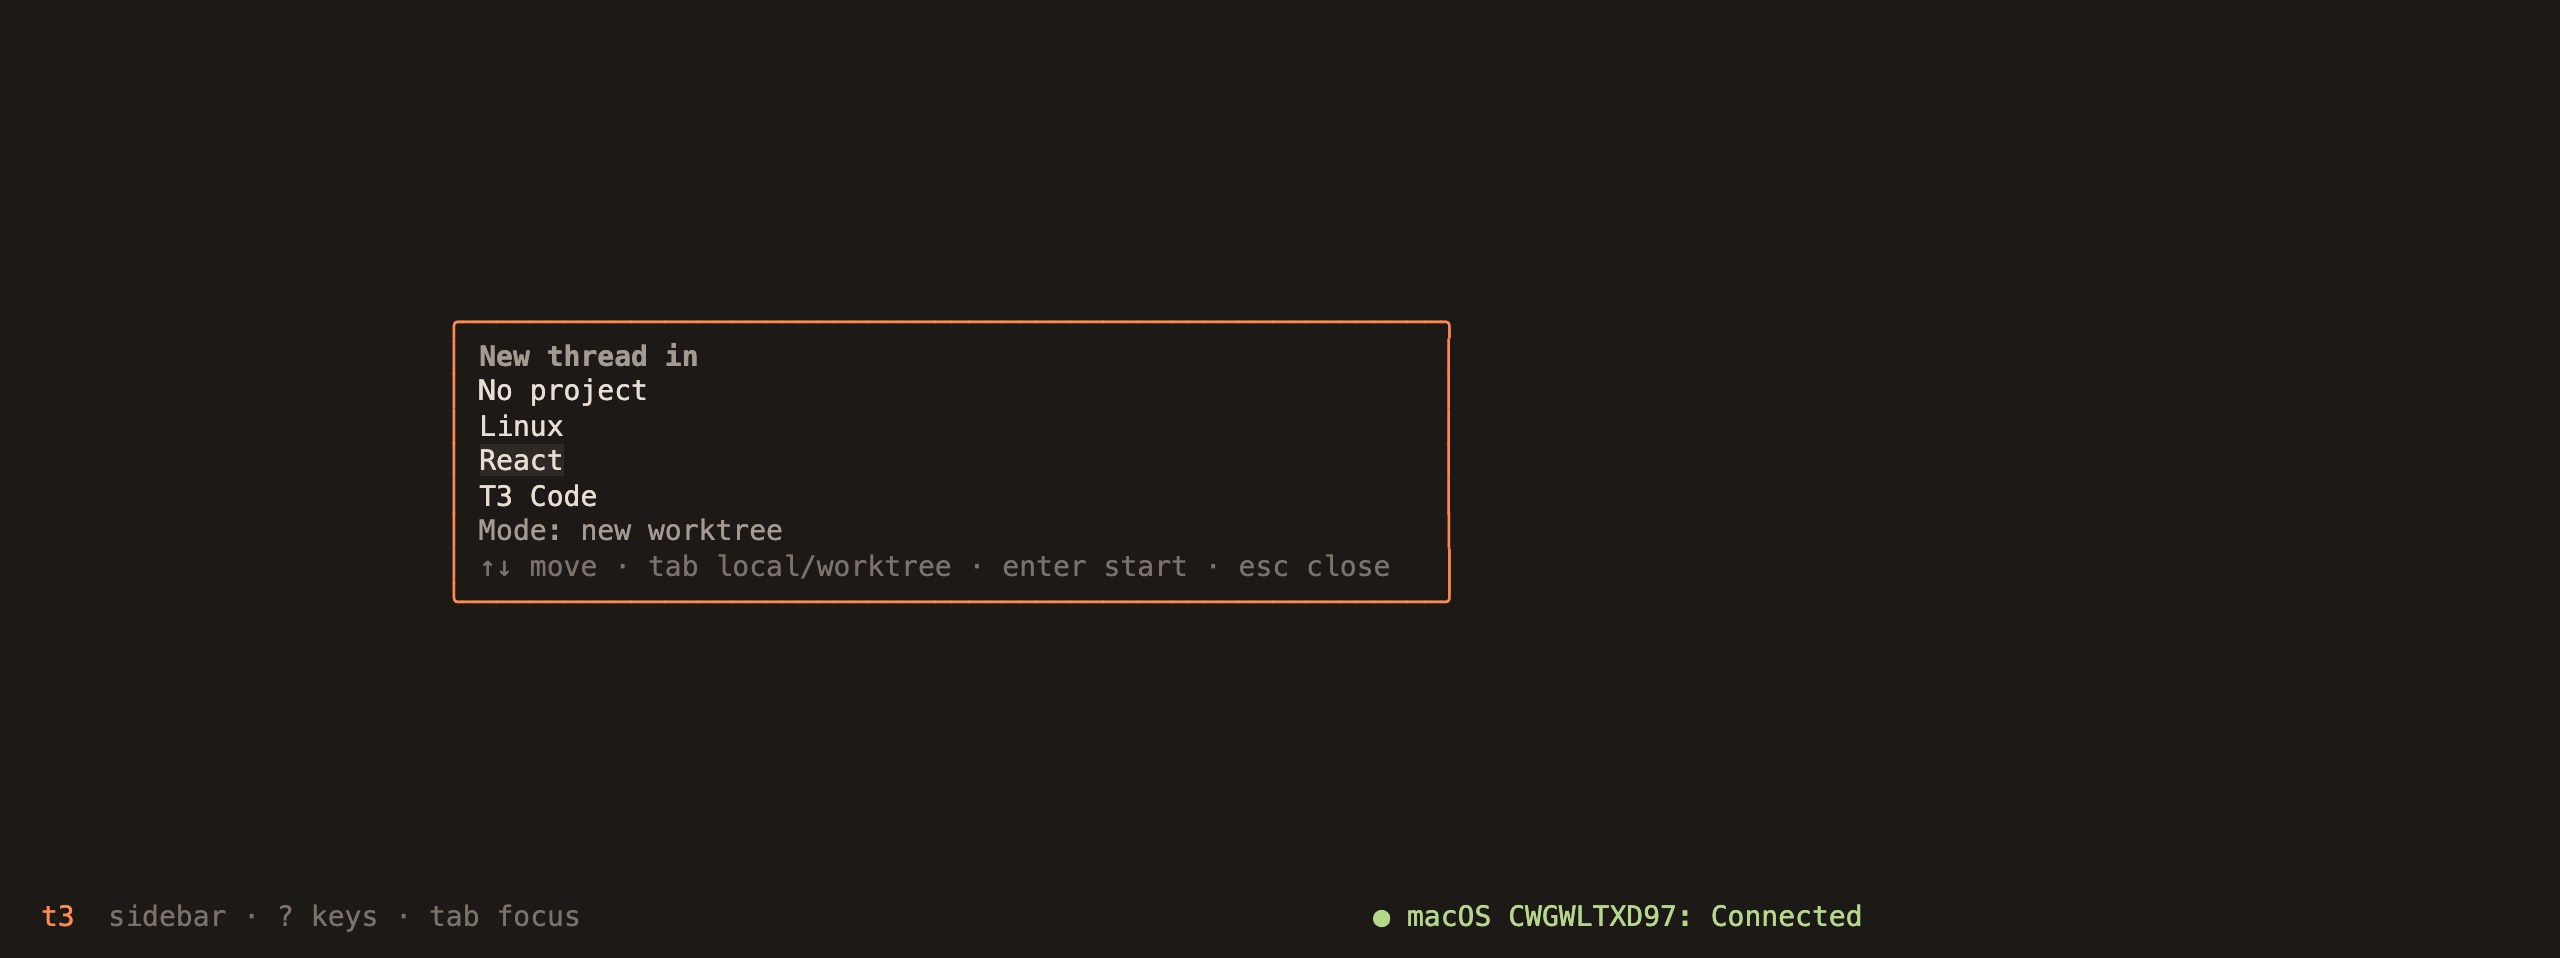 New thread in
No project
Linux
React
T3 Code
Mode: new worktree
↑↓ move · tab local/worktree · enter start · esc close
t3 sidebar · ? keys · tab focus
● macOS CWGWLTXD97: Connected